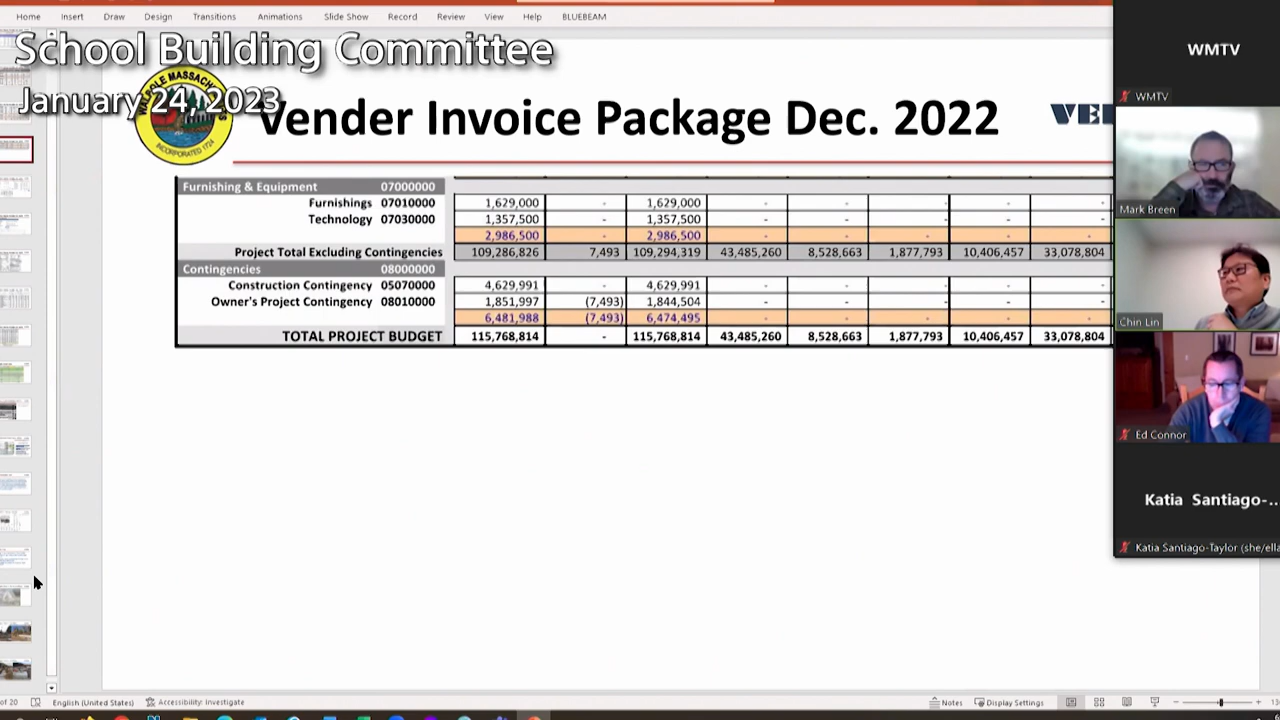 Home Insert Draw Design Transitions Animations Slide Show Record Review View Help BLUEBEAM
School Building Committee
January 24, 2023
WALPOLE MASSACHUSETTS
INCORPORATED 1724
Vender Invoice Package Dec. 2022
Furnishing & Equipment 07000000
Furnishings 07010000 1,629,000 - 1,629,000 - - - - -
Technology 07030000 1,357,500 - 1,357,500 - - - - -
2,986,500 - 2,986,500 - - - - -
Project Total Excluding Contingencies 109,286,826 7,493 109,294,319 43,485,260 8,528,663 1,877,793 10,406,457 33,078,804
Contingencies 08000000
Construction Contingency 05070000 4,629,991 - 4,629,991 - - - - -
Owner's Project Contingency 08010000 1,851,997 (7,493) 1,844,504 - - - - -
6,481,988 (7,493) 6,474,495 - - - - -
TOTAL PROJECT BUDGET 115,768,814 - 115,768,814 43,485,260 8,528,663 1,877,793 10,406,457 33,078,804
WMTV
WMTV
Mark Breen
Chin Lin
Ed Connor
Katia Santiago-...
Katia Santiago-Taylor (she/ella
of 20 English (United States) Accessibility: Investigate Notes Display Settings